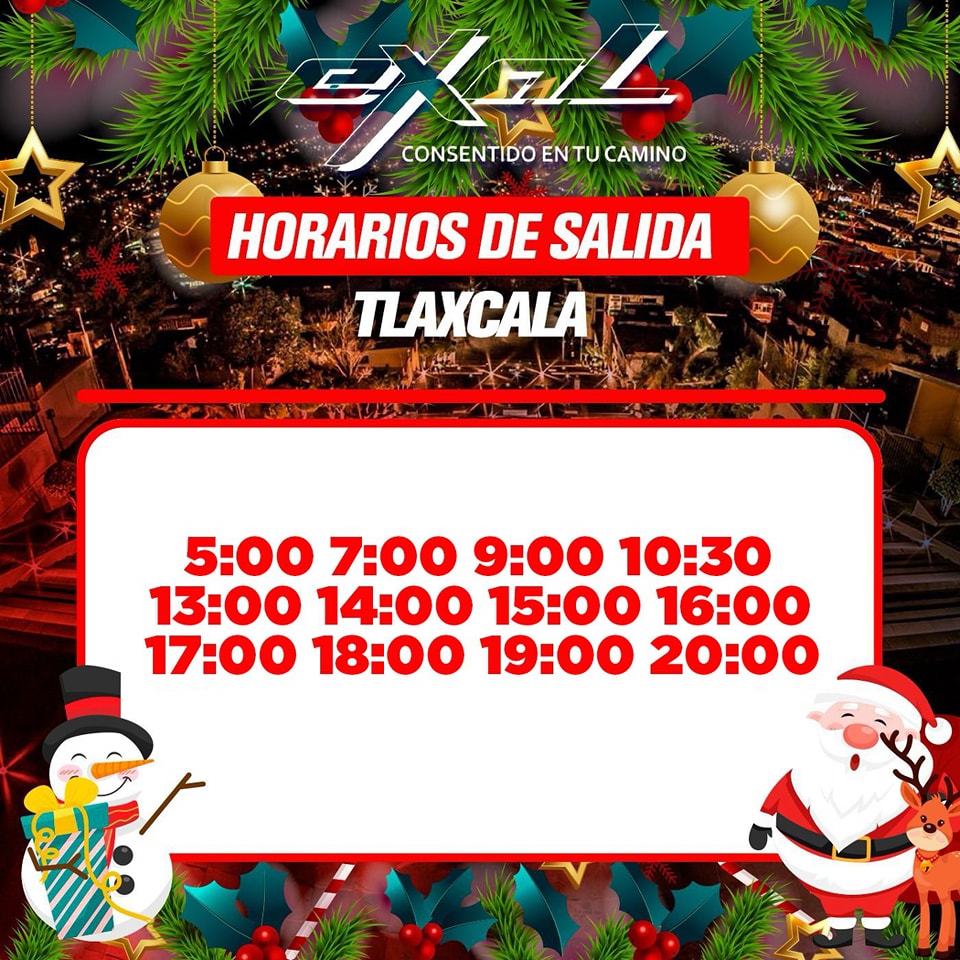 eXaL
CONSENTIDO EN TU CAMINO
HORARIOS DE SALIDA
TLAXCALA
5:00 7:00 9:00 10:30
13:00 14:00 15:00 16:00
17:00 18:00 19:00 20:00